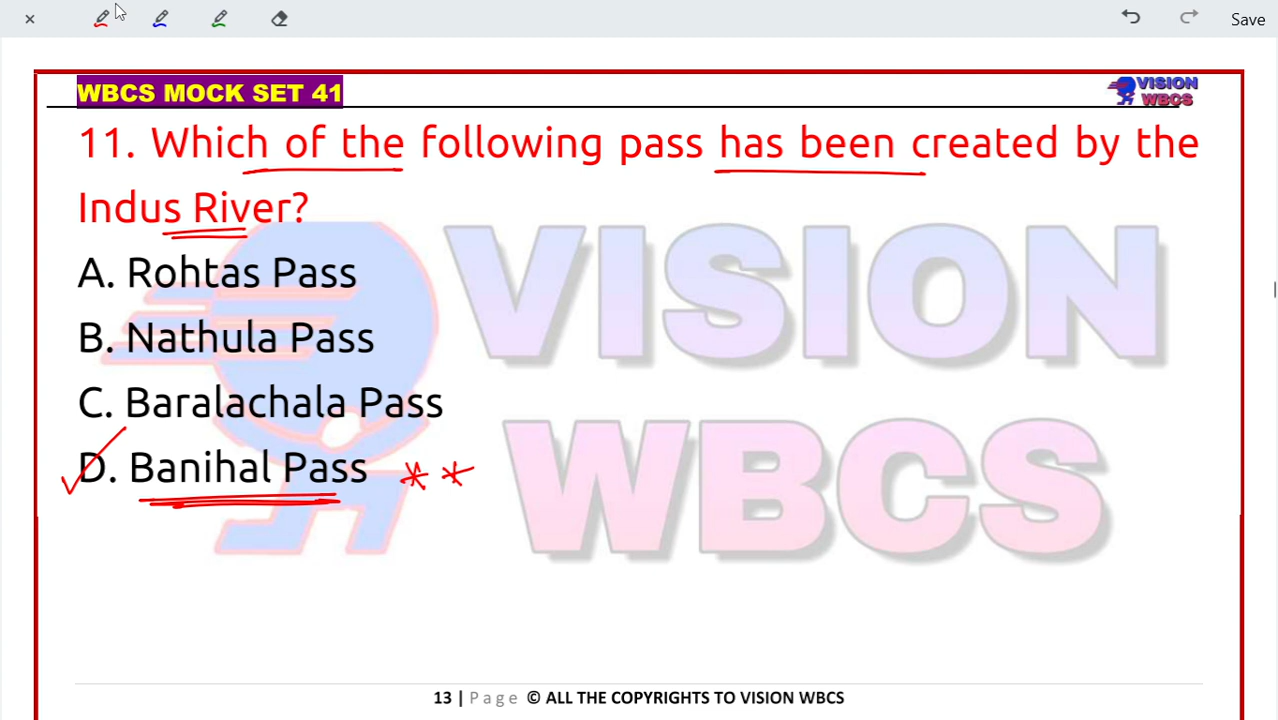 Save
WBCS MOCK SET 41
VISION
WBCS
11. Which of the following pass has been created by the
Indus River?
A. Rohtas Pass
B. Nathula Pass
C. Baralachala Pass
D. Banihal Pass **
VISION
WBCS
13 | Page © ALL THE COPYRIGHTS TO VISION WBCS